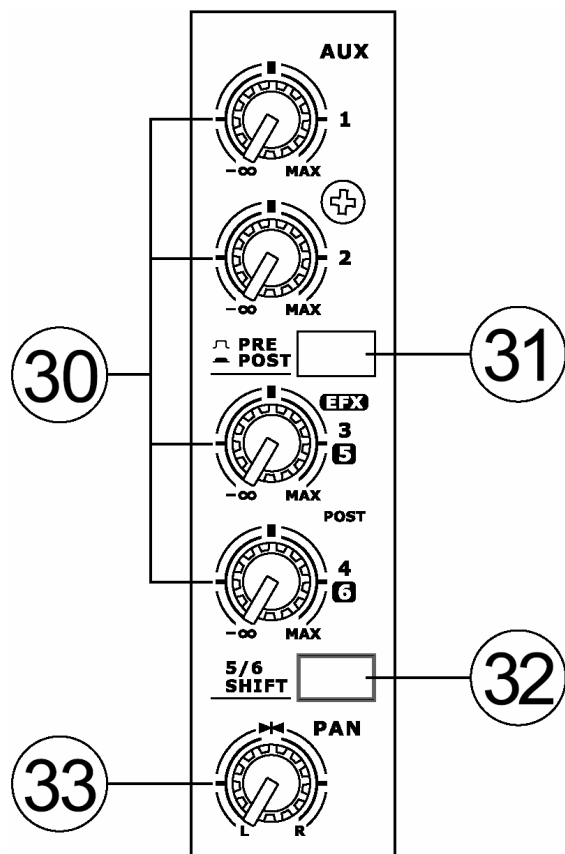 AUX
1
-∞ MAX
2
-∞ MAX
30
PRE
POST
31
EFX
3
5
-∞ MAX
POST
4
6
-∞ MAX
5/6
SHIFT
32
PAN
33
L R